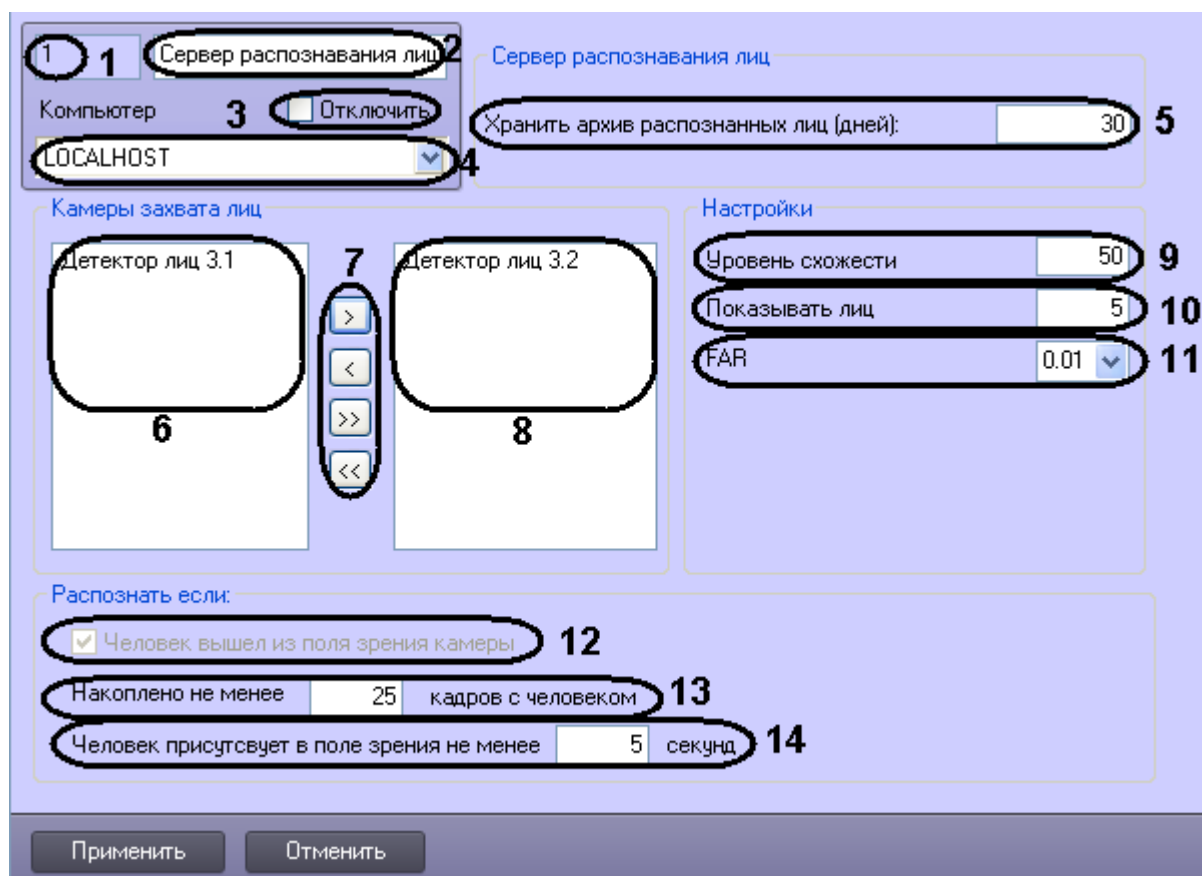 1 1 Сервер распознавания лиц 2
Компьютер 3 Отключить
LOCALHOST 4
Сервер распознавания лиц
Хранить архив распознанных лиц (дней): 30 5
Камеры захвата лиц
Детектор лиц 3.1
6
7
>
<
>>
<<
Детектор лиц 3.2
8
Настройки
Уровень схожести 50 9
Показывать лиц 5 10
FAR 0.01 11
Распознать если:
Человек вышел из поля зрения камеры 12
Накоплено не менее 25 кадров с человеком 13
Человек присутсвует в поле зрения не менее 5 секунд 14
Применить Отменить